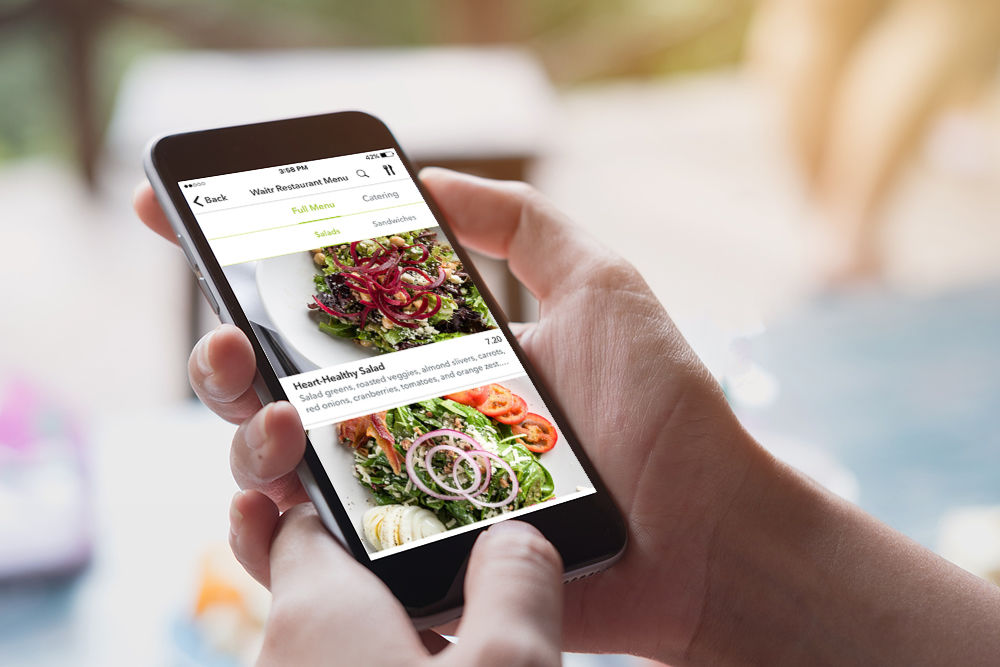 3:58 PM
42%
Back
Waitr Restaurant Menu
Full Menu
Catering
Salads
Sandwiches
7.20
Heart-Healthy Salad
Salad greens, roasted veggies, almond slivers, carrots,
red onions, cranberries, tomatoes, and orange zest....